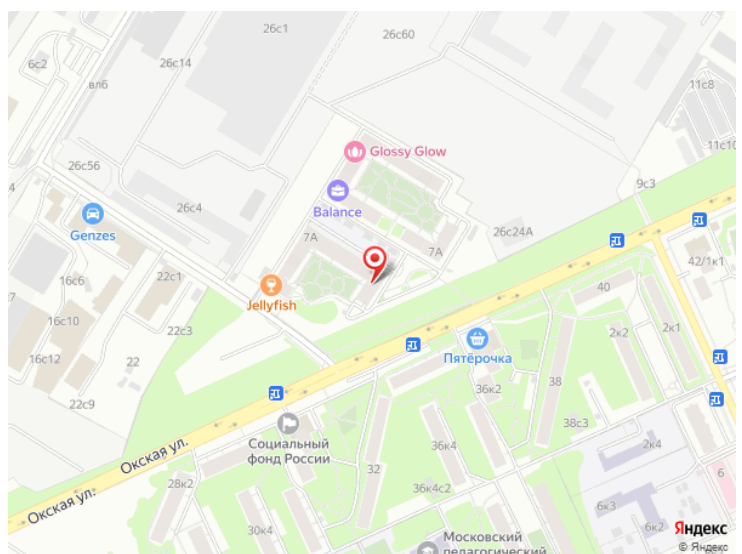 26с1
26с60
26с14
6с2
вл6
11с8
11с10
Glossy Glow
26с56
9с3
Balance
26с4
Genzes
26с24А
7А
7А
42/1к1
22с1
16с6
Jellyfish
40
16с10
22с3
2к2
2к1
16с12
22
Пятёрочка
38
36к2
22с9
38с3
Окская ул.
Социальный
фонд России
36к4
2к4
32
6
28к2
36к4с2
Окская ул.
6к3
30к4
6к2
Яндекс
Московский
педагогический
© Яндекс